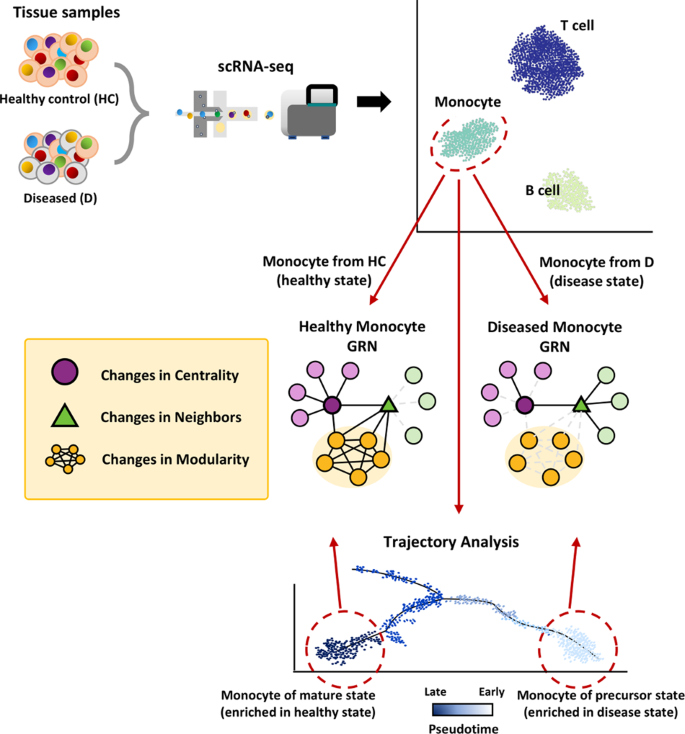 Tissue samples
Healthy control (HC)
Diseased (D)
scRNA-seq
T cell
Monocyte
B cell
Monocyte from HC
(healthy state)
Monocyte from D
(disease state)
Healthy Monocyte
GRN
Diseased Monocyte
GRN
Changes in Centrality
Changes in Neighbors
Changes in Modularity
Trajectory Analysis
Monocyte of mature state
(enriched in healthy state)
Late
Early
Pseudotime
Monocyte of precursor state
(enriched in disease state)